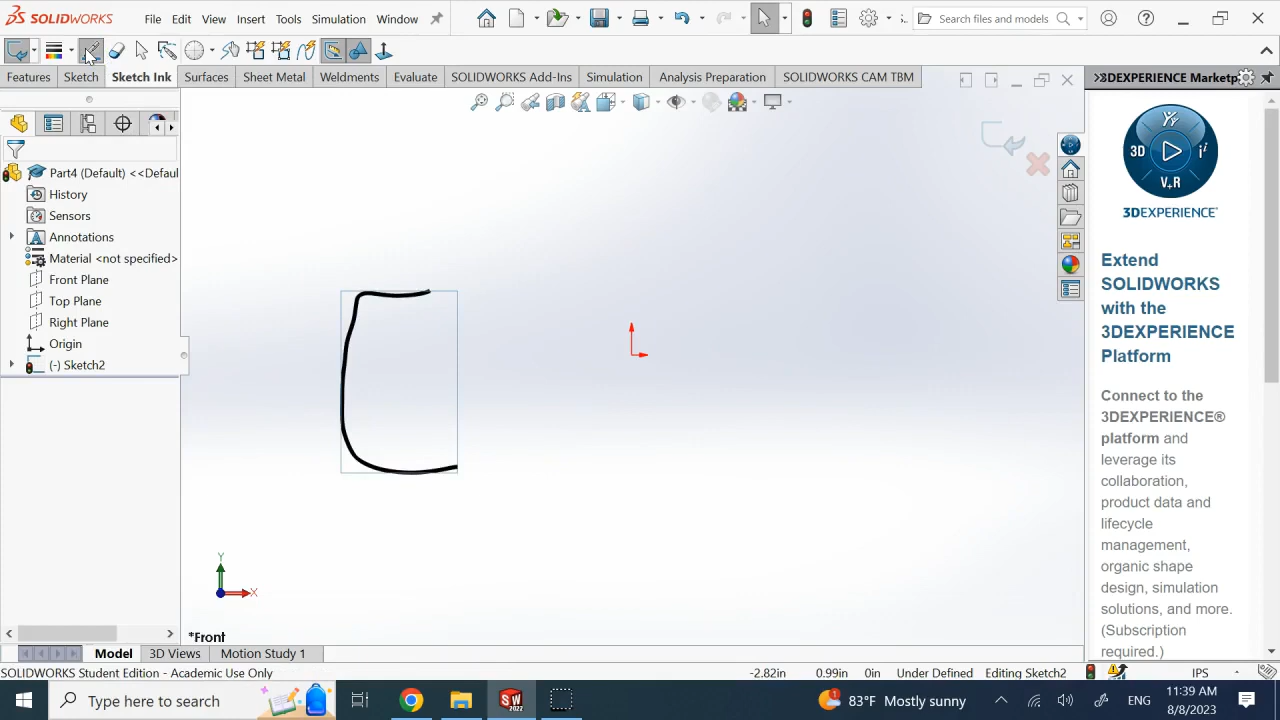 SOLIDWORKS File Edit View Insert Tools Simulation Window Search files and models
Features Sketch Sketch Ink Surfaces Sheet Metal Weldments Evaluate SOLIDWORKS Add-Ins Simulation Analysis Preparation SOLIDWORKS CAM TBM
3DEXPERIENCE Marketp
Part4 (Default) <<Defaul
History
Sensors
Annotations
Material <not specified>
Front Plane
Top Plane
Right Plane
Origin
(-) Sketch2
Y
X
*Front
3D
V+R
3DEXPERIENCE
Extend
SOLIDWORKS
with the
3DEXPERIENCE
Platform
Connect to the
3DEXPERIENCE®
platform and
leverage its
collaboration,
product data and
lifecycle
management,
organic shape
design, simulation
solutions, and more.
(Subscription
required.)
Model 3D Views Motion Study 1
SOLIDWORKS Student Edition - Academic Use Only -2.82in 0.99in 0in Under Defined Editing Sketch2 IPS
Type here to search SW 2022 83°F Mostly sunny ENG 11:39 AM
8/8/2023